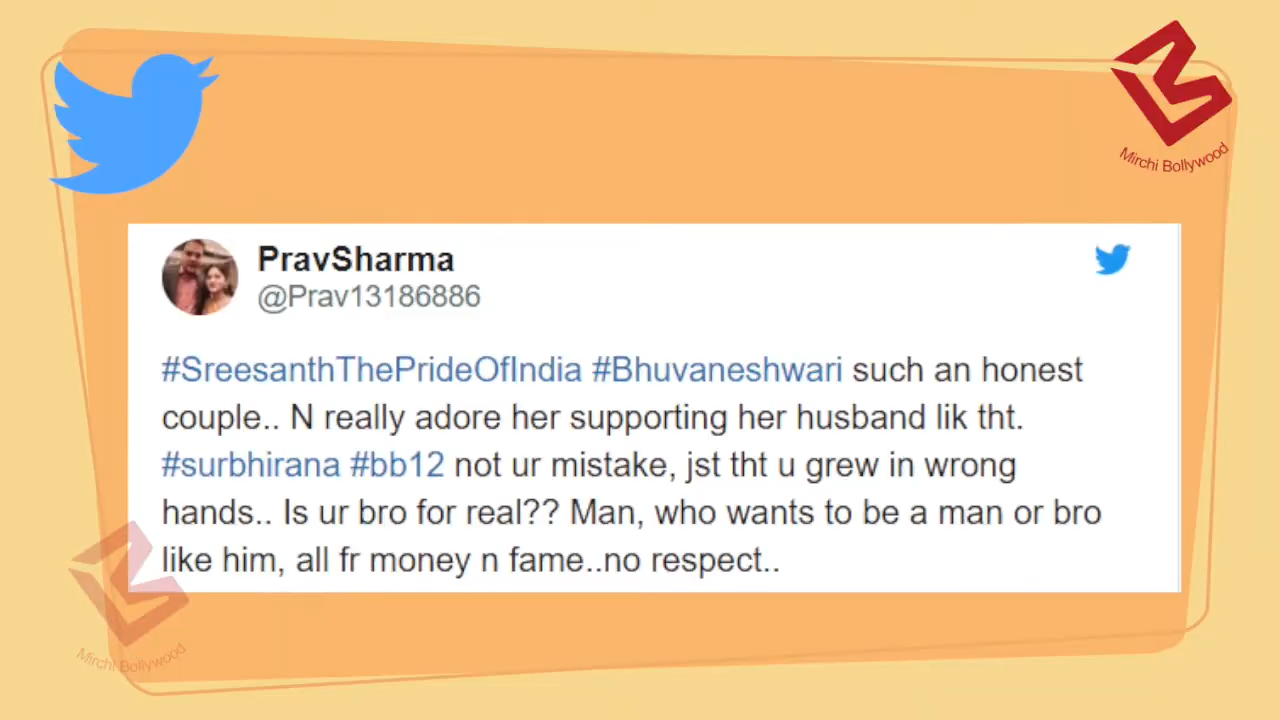 Mirchi Bollywood
PravSharma
@Prav13186886
#SreesanthThePrideOfIndia #Bhuvaneshwari such an honest
couple.. N really adore her supporting her husband lik tht.
#surbhirana #bb12 not ur mistake, jst tht u grew in wrong
hands.. Is ur bro for real?? Man, who wants to be a man or bro
like him, all fr money n fame..no respect..
Mirchi Bollywood